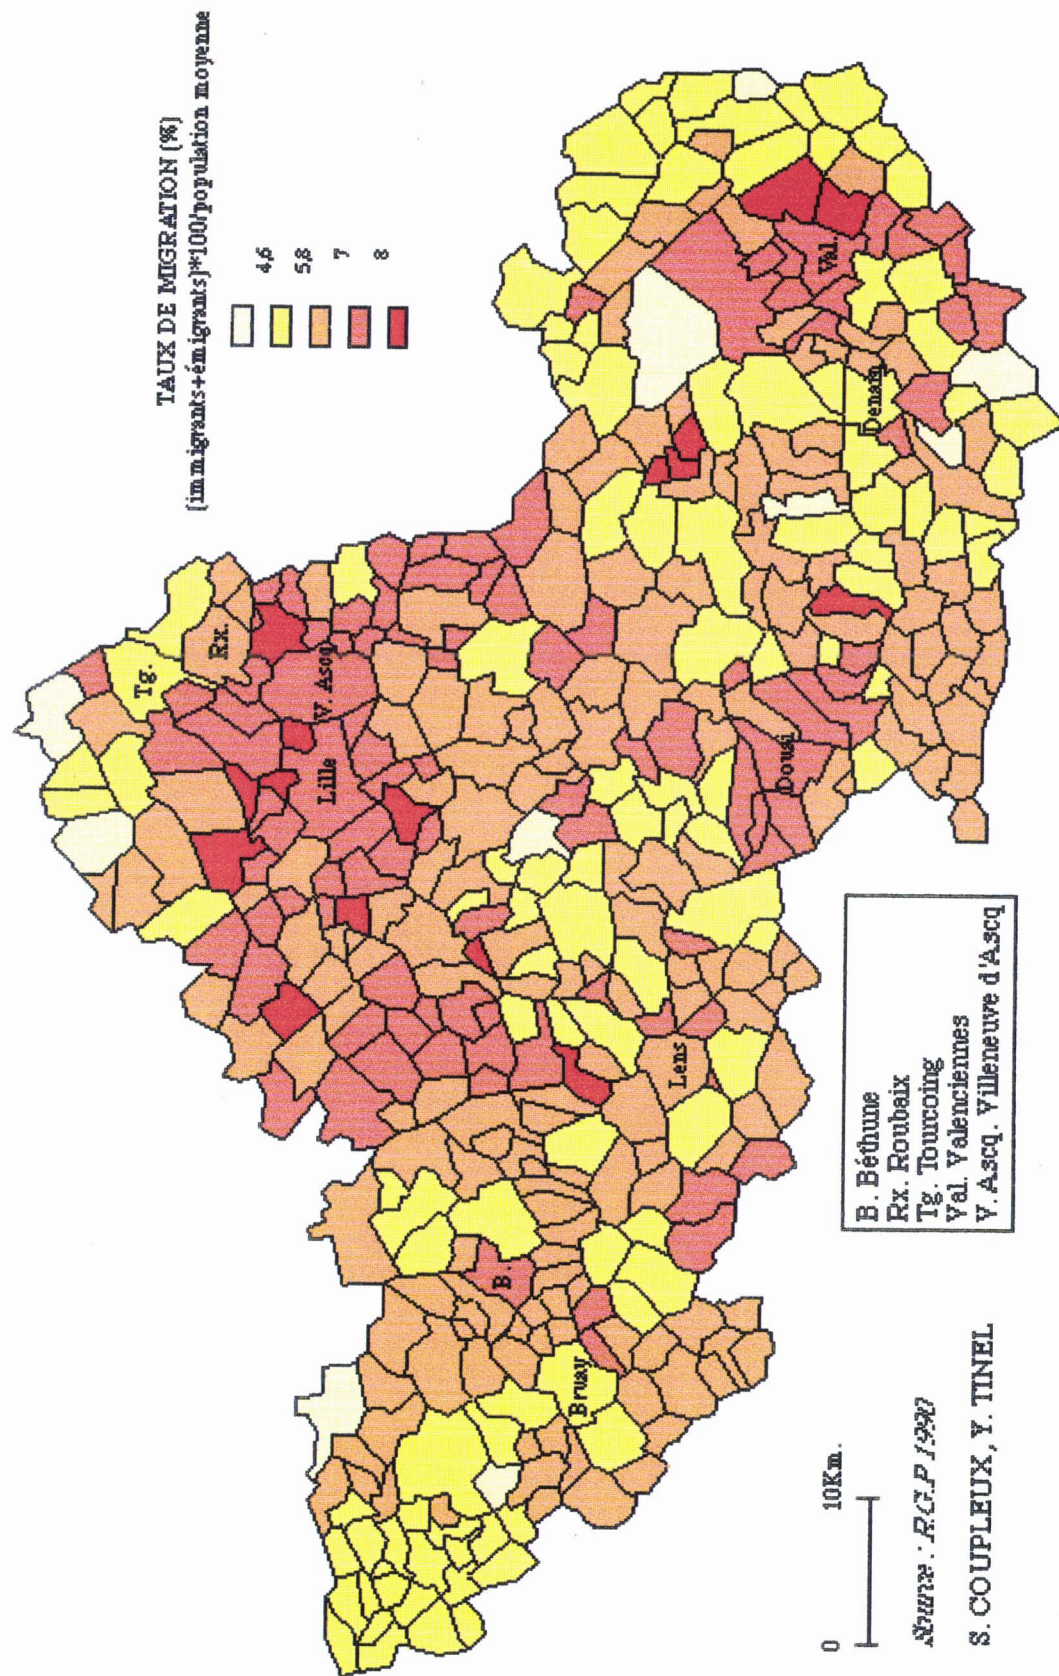 TAUX DE MIGRATION (%)
(immigrants+émigrants)*100/population moyenne
4,6
5,8
7
8
Tg.
Rx.
V. Ascq
Lille
B.
Bruay
Lens
Douai
Denain
Val.
B. Béthune
Rx. Roubaix
Tg. Tourcoing
Val. Valenciennes
V. Ascq. Villeneuve d'Ascq
0 10Km.
Source : R.G.P 1990
S. COUPLEUX, Y. TINEL